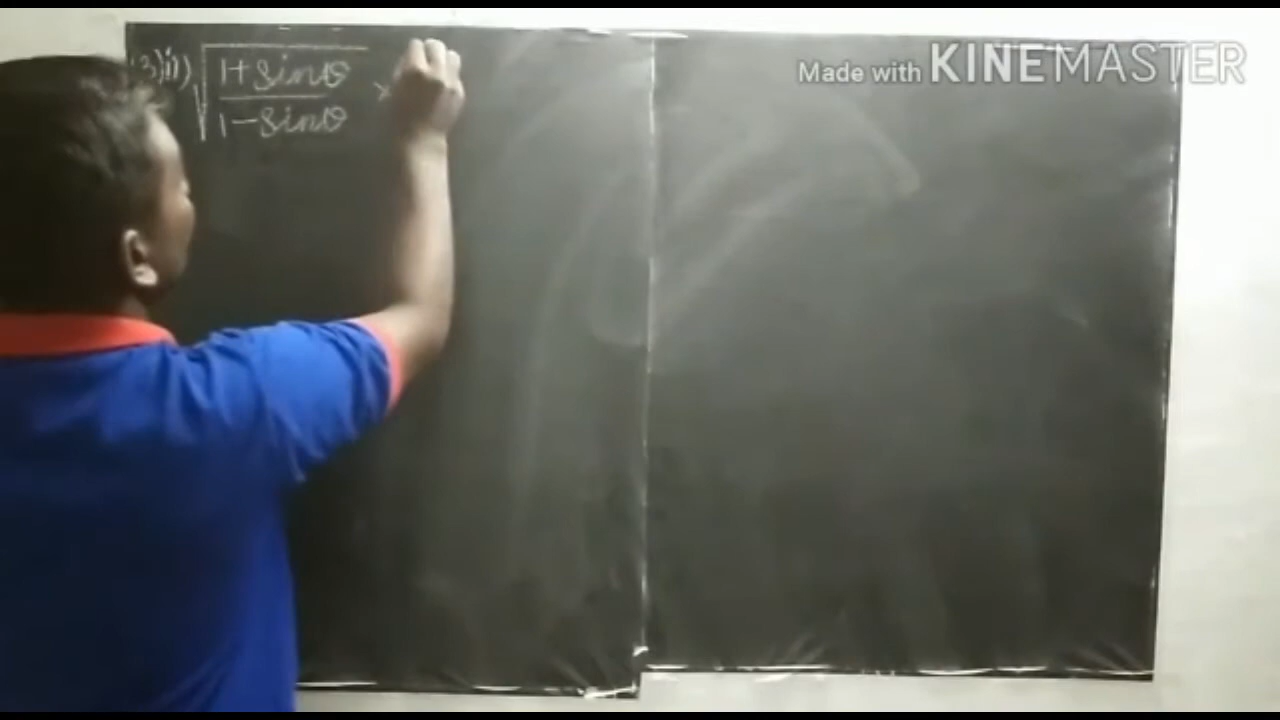 Made with KINEMASTER
3)ii) √(1+sinθ / 1−sinθ) ×